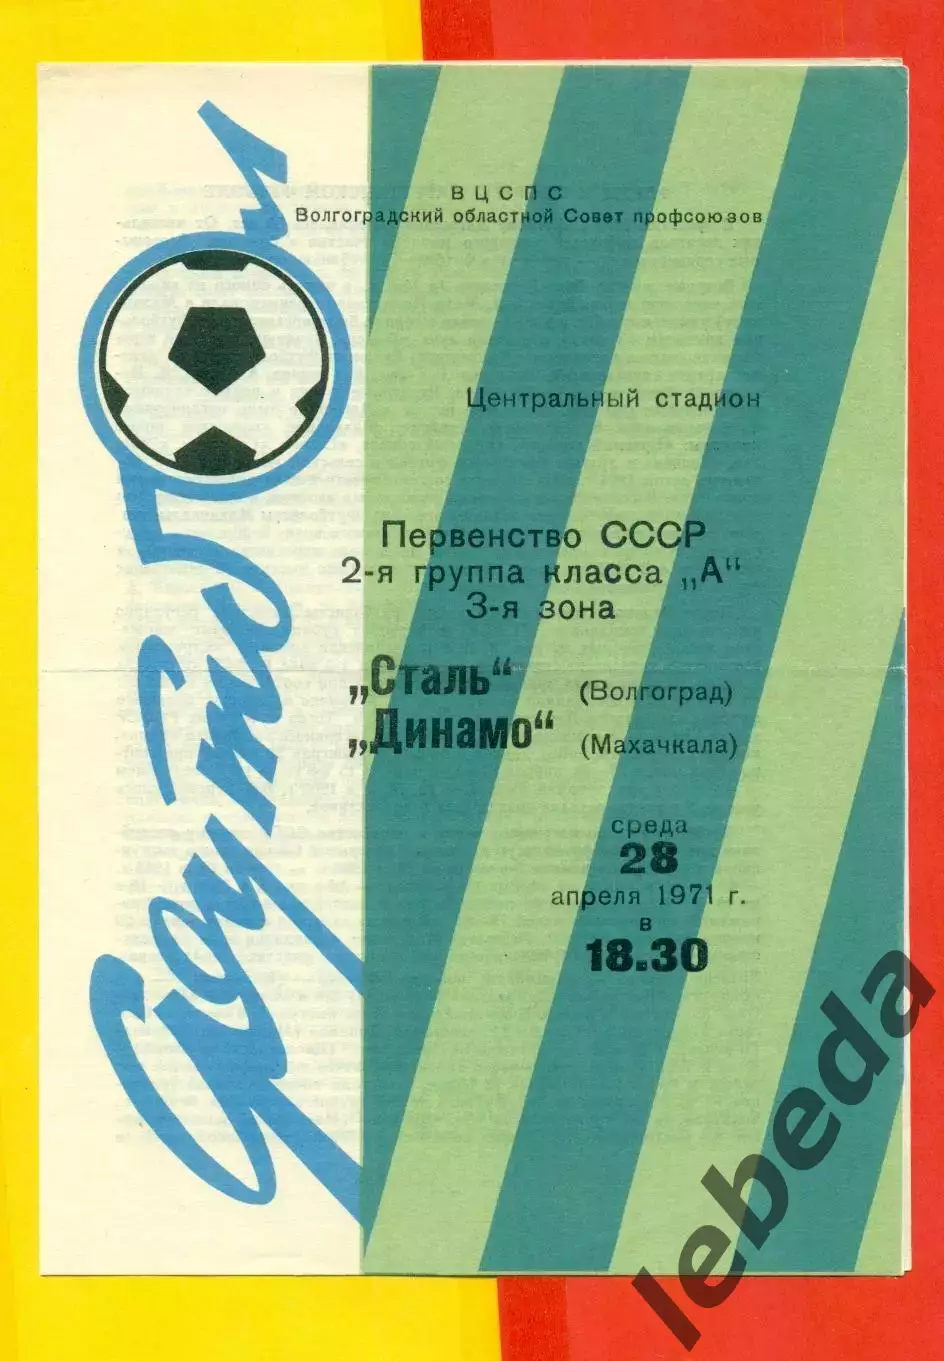 Футбол
ВЦСПС
Волгоградский областной Совет профсоюзов
Центральный стадион
Первенство СССР
2-я группа класса „А“
3-я зона
„Сталь“ (Волгоград)
„Динамо“ (Махачкала)
среда
28
апреля 1971 г.
в
18.30
lebeda